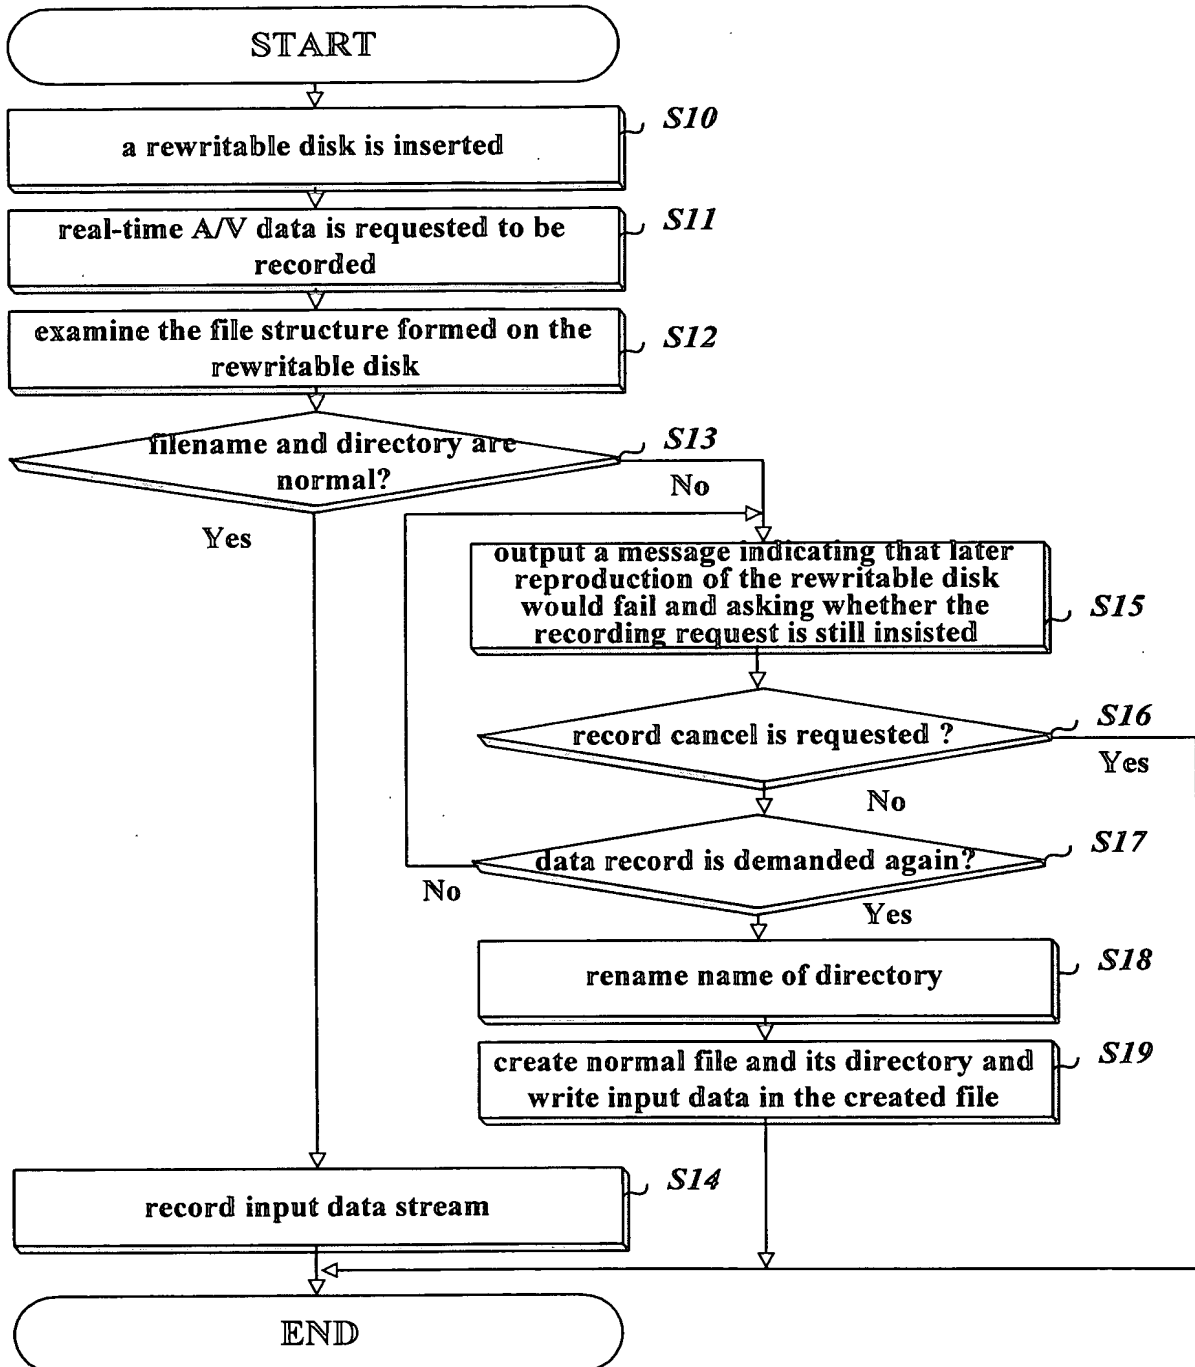 START
a rewritable disk is inserted
S10
real-time A/V data is requested to be
recorded
S11
examine the file structure formed on the
rewritable disk
S12
filename and directory are
normal?
S13
No
Yes
output a message indicating that later
reproduction of the rewritable disk
would fail and asking whether the
recording request is still insisted
S15
record cancel is requested ?
S16
Yes
No
data record is demanded again?
S17
No
Yes
rename name of directory
S18
create normal file and its directory and
write input data in the created file
S19
record input data stream
S14
END